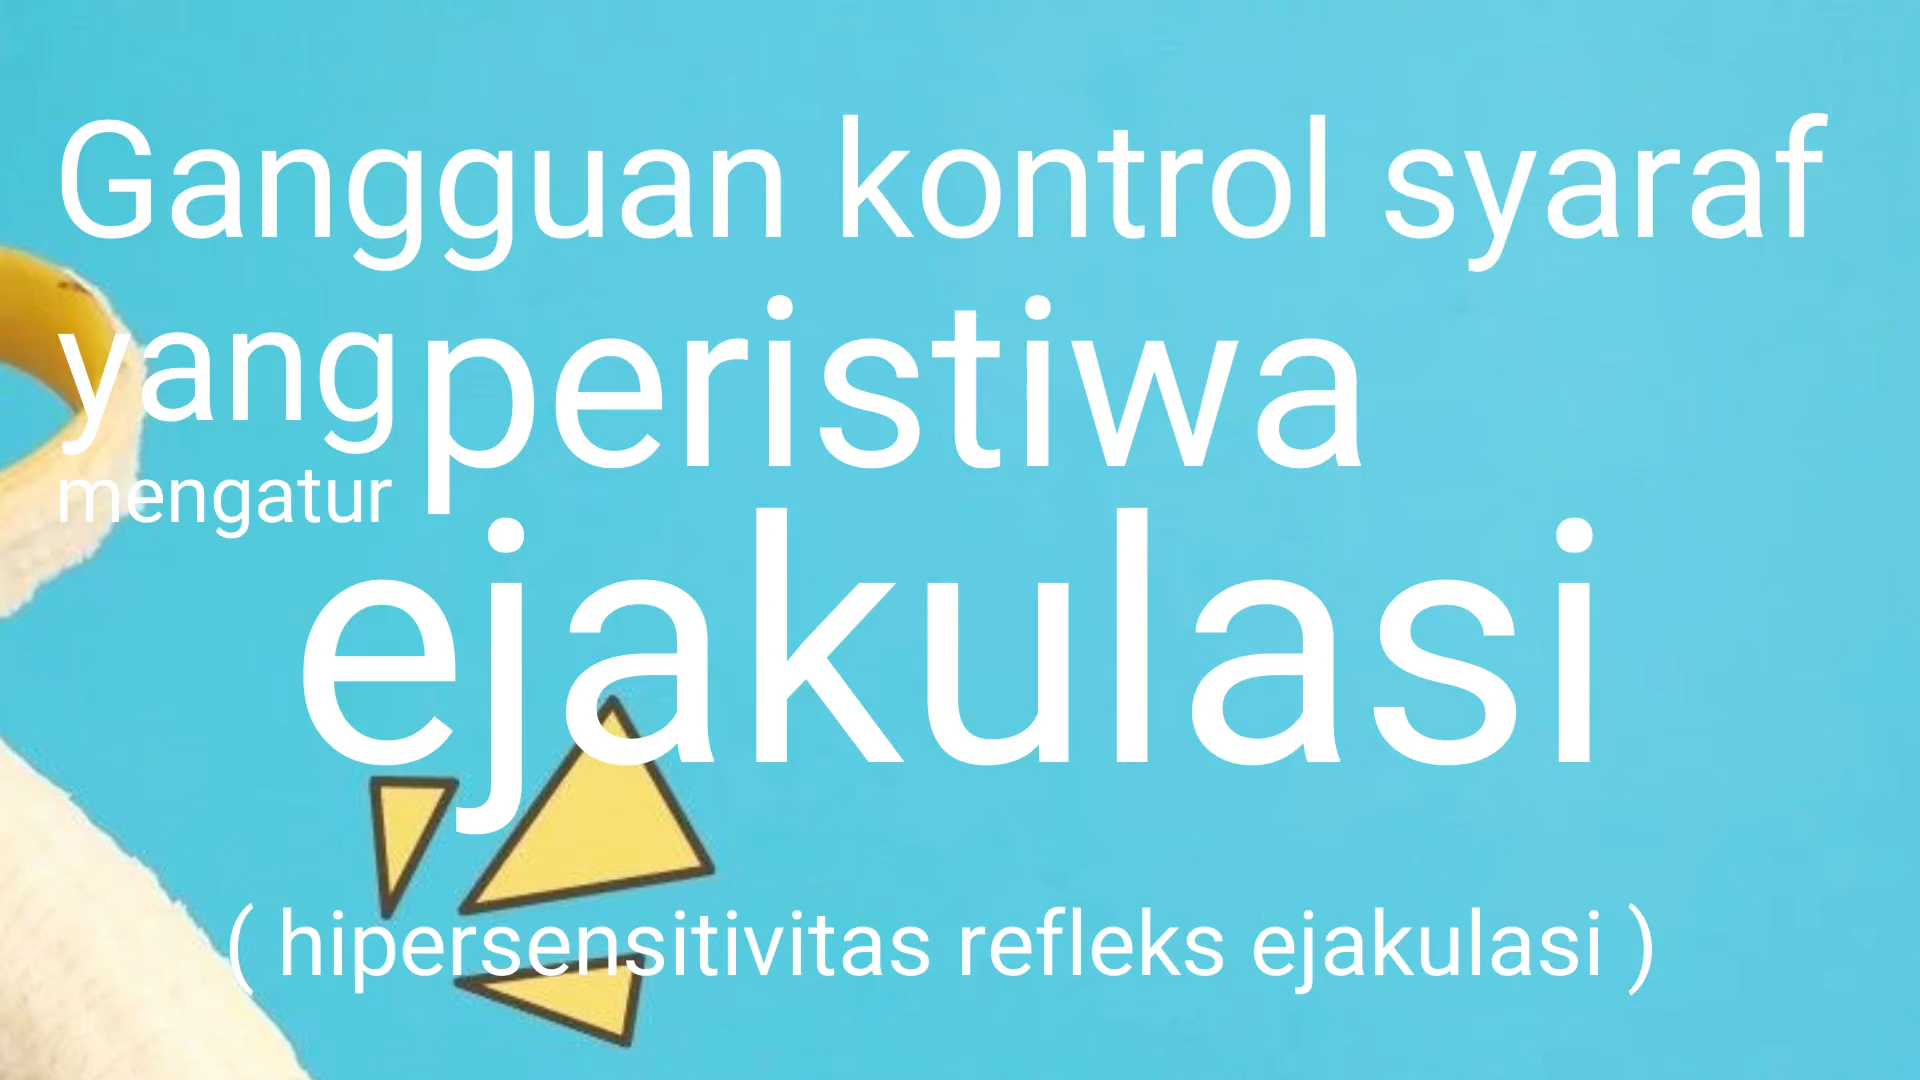 Gangguan kontrol syaraf
yang mengatur peristiwa
ejakulasi
( hipersensitivitas refleks ejakulasi )